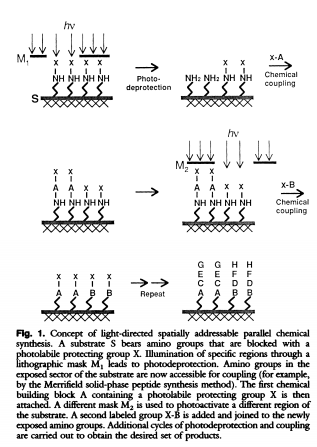 hν
M1
X X X X
NH NH NH NH
S
Photo-
deprotection
X X
NH2 NH2 NH NH
X-A
Chemical
coupling
hν
M2
X X
A A X X
NH NH NH NH
X X
A A X X
NH NH NH NH
X-B
Chemical
coupling
X X X X
A A B B
Repeat
G G H H
E E F F
C C D D
A A B B
Fig. 1. Concept of light-directed spatially addressable parallel chemical
synthesis. A substrate S bears amino groups that are blocked with a
photolabile protecting group X. Illumination of specific regions through a
lithographic mask M1 leads to photodeprotection. Amino groups in the
exposed sector of the substrate are now accessible for coupling (for example,
by the Merrifield solid-phase peptide synthesis method). The first chemical
building block A containing a photolabile protecting group X is then
attached. A different mask M2 is used to photoactivate a different region of
the substrate. A second labeled group X-B is added and joined to the newly
exposed amino groups. Additional cycles of photodeprotection and coupling
are carried out to obtain the desired set of products.